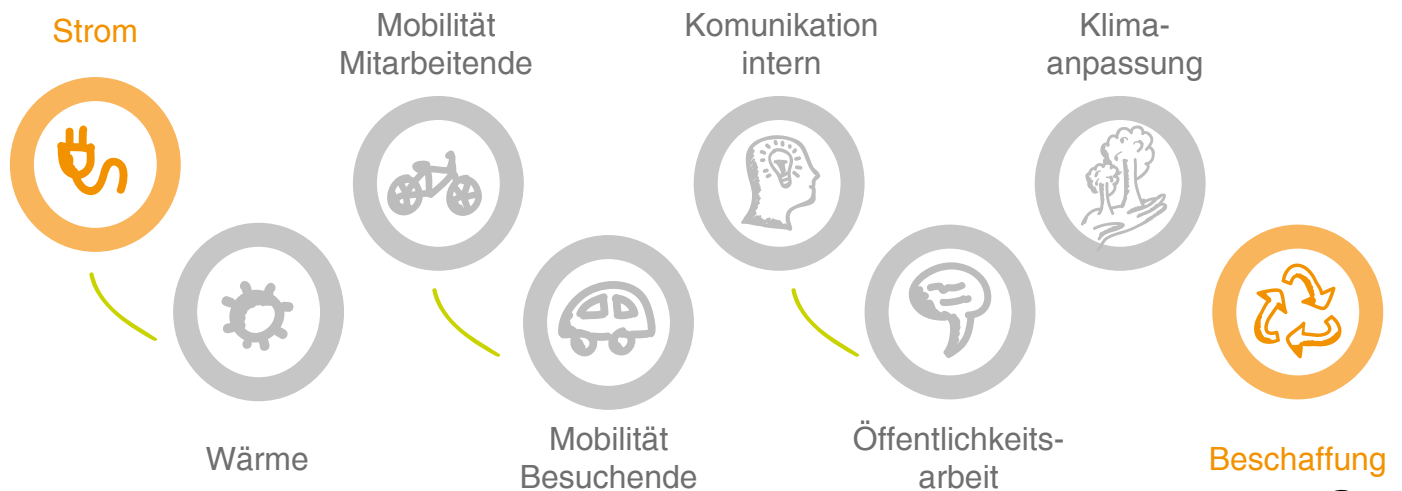 Strom
Mobilität
Mitarbeitende
Komunikation
intern
Klima-
anpassung
Wärme
Mobilität
Besuchende
Öffentlichkeits-
arbeit
Beschaffung